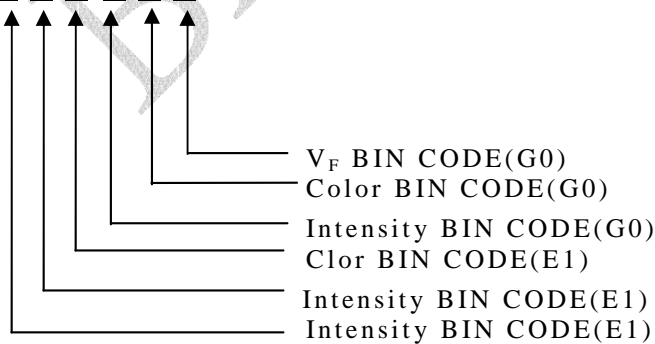 V_F BIN CODE(G0)
Color BIN CODE(G0)
Intensity BIN CODE(G0)
Clor BIN CODE(E1)
Intensity BIN CODE(E1)
Intensity BIN CODE(E1)